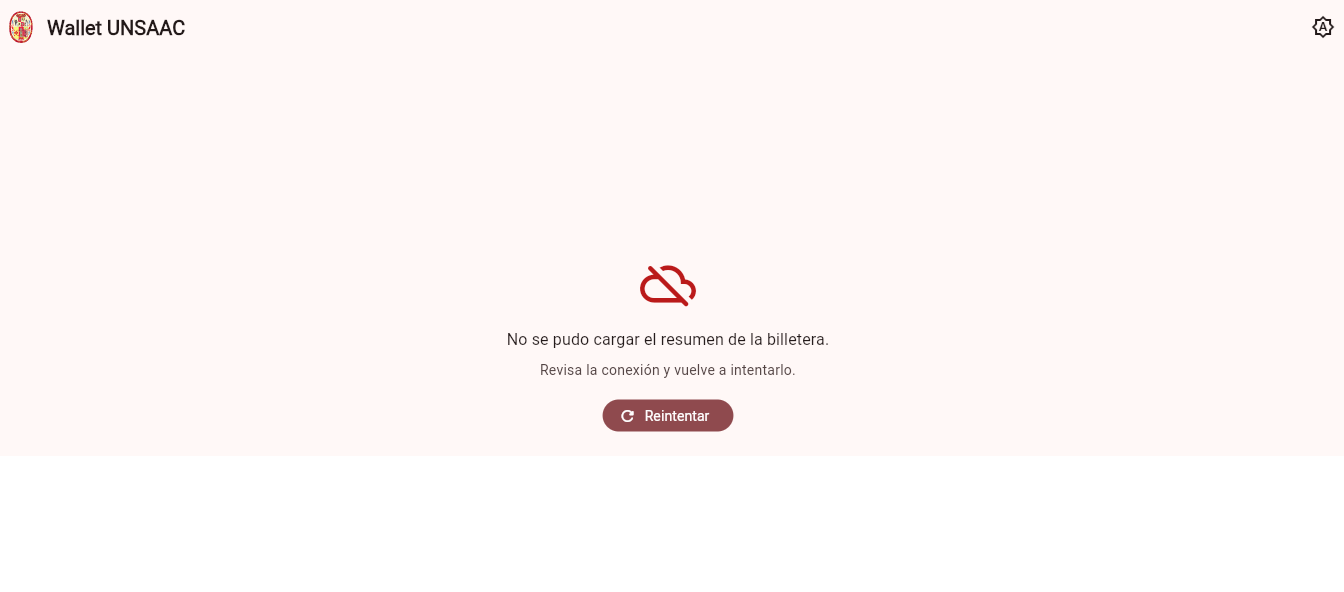 Wallet UNSAAC
A
No se pudo cargar el resumen de la billetera.
Revisa la conexión y vuelve a intentarlo.
Reintentar